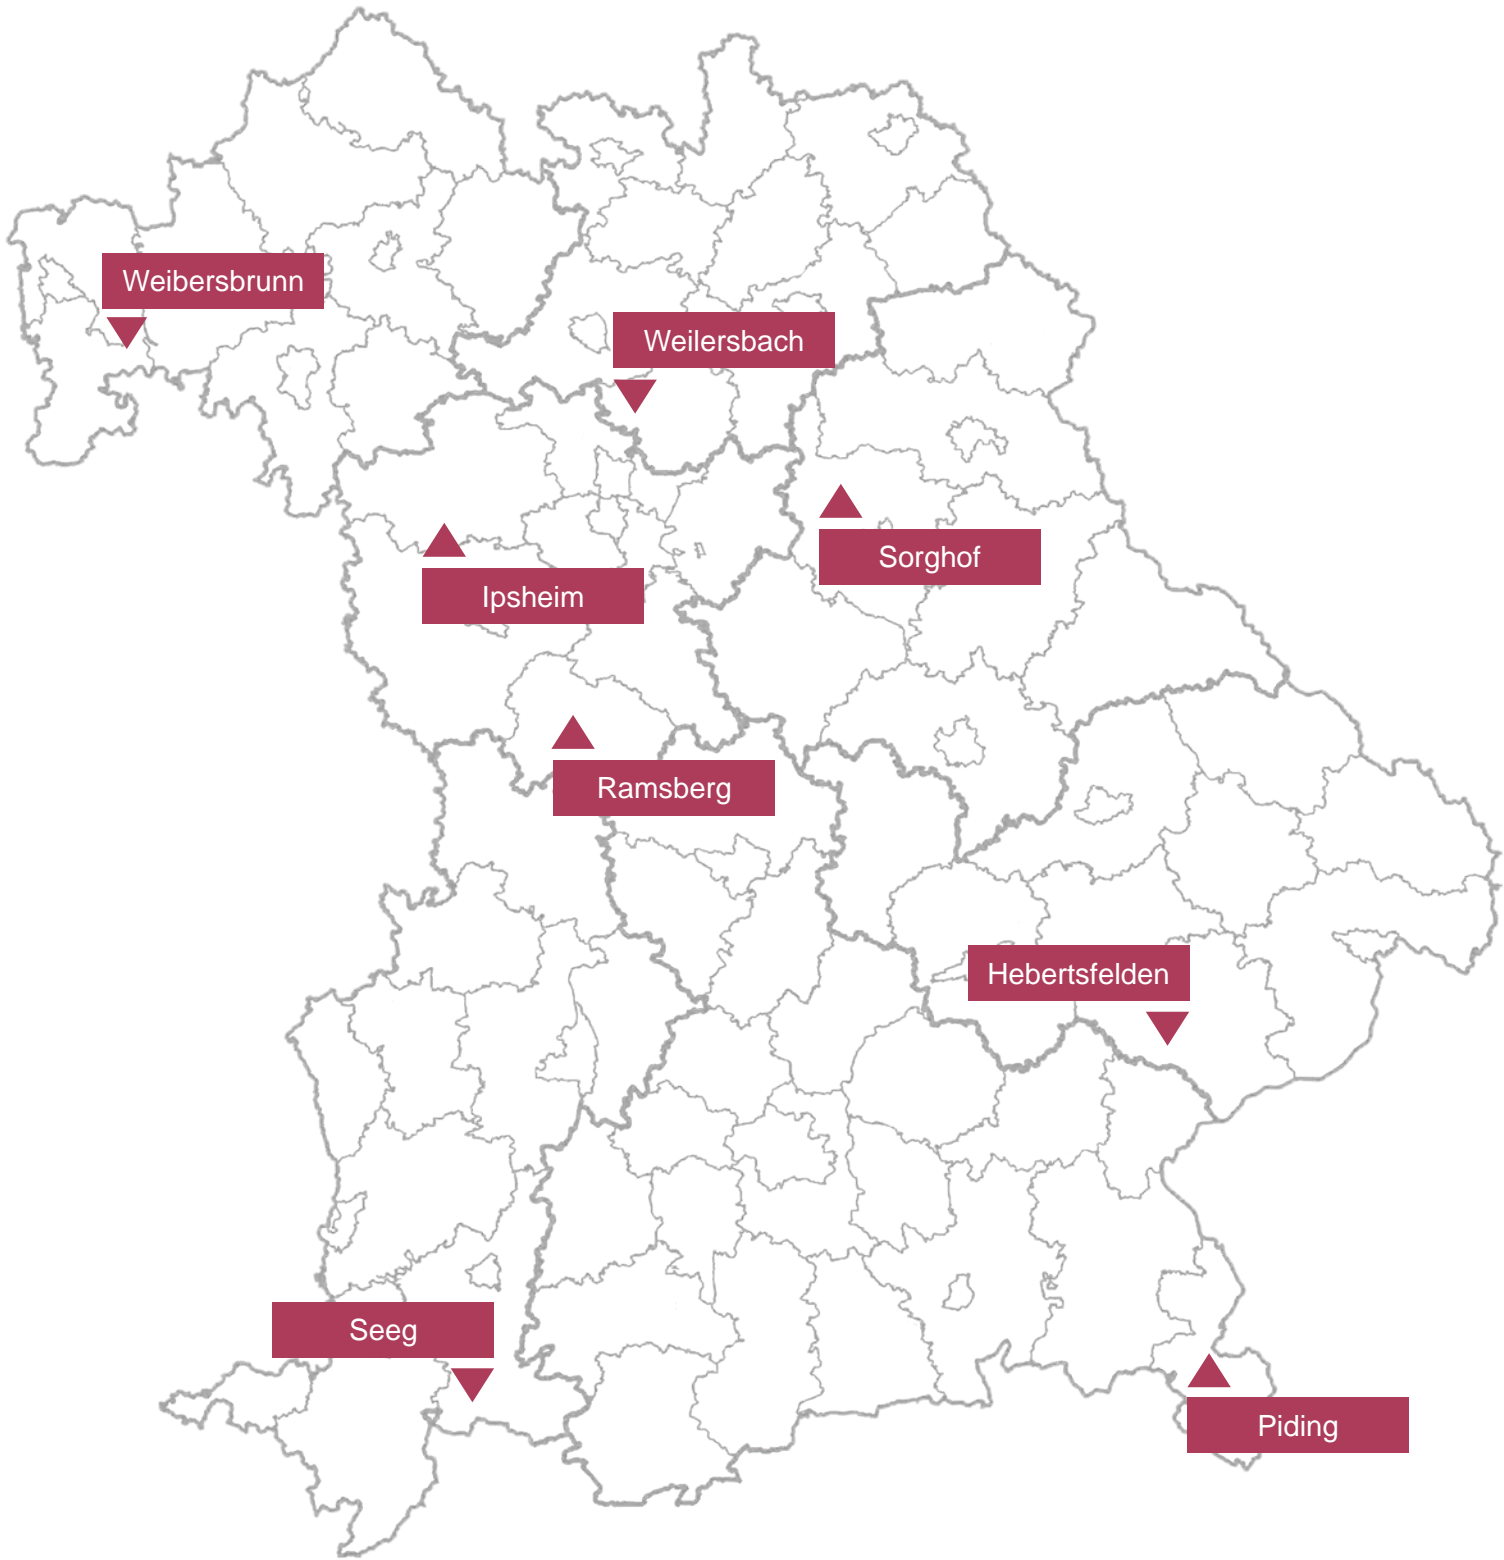 Weibersbrunn
Weilersbach
Sorghof
Ipsheim
Ramsberg
Hebertsfelden
Seeg
Piding